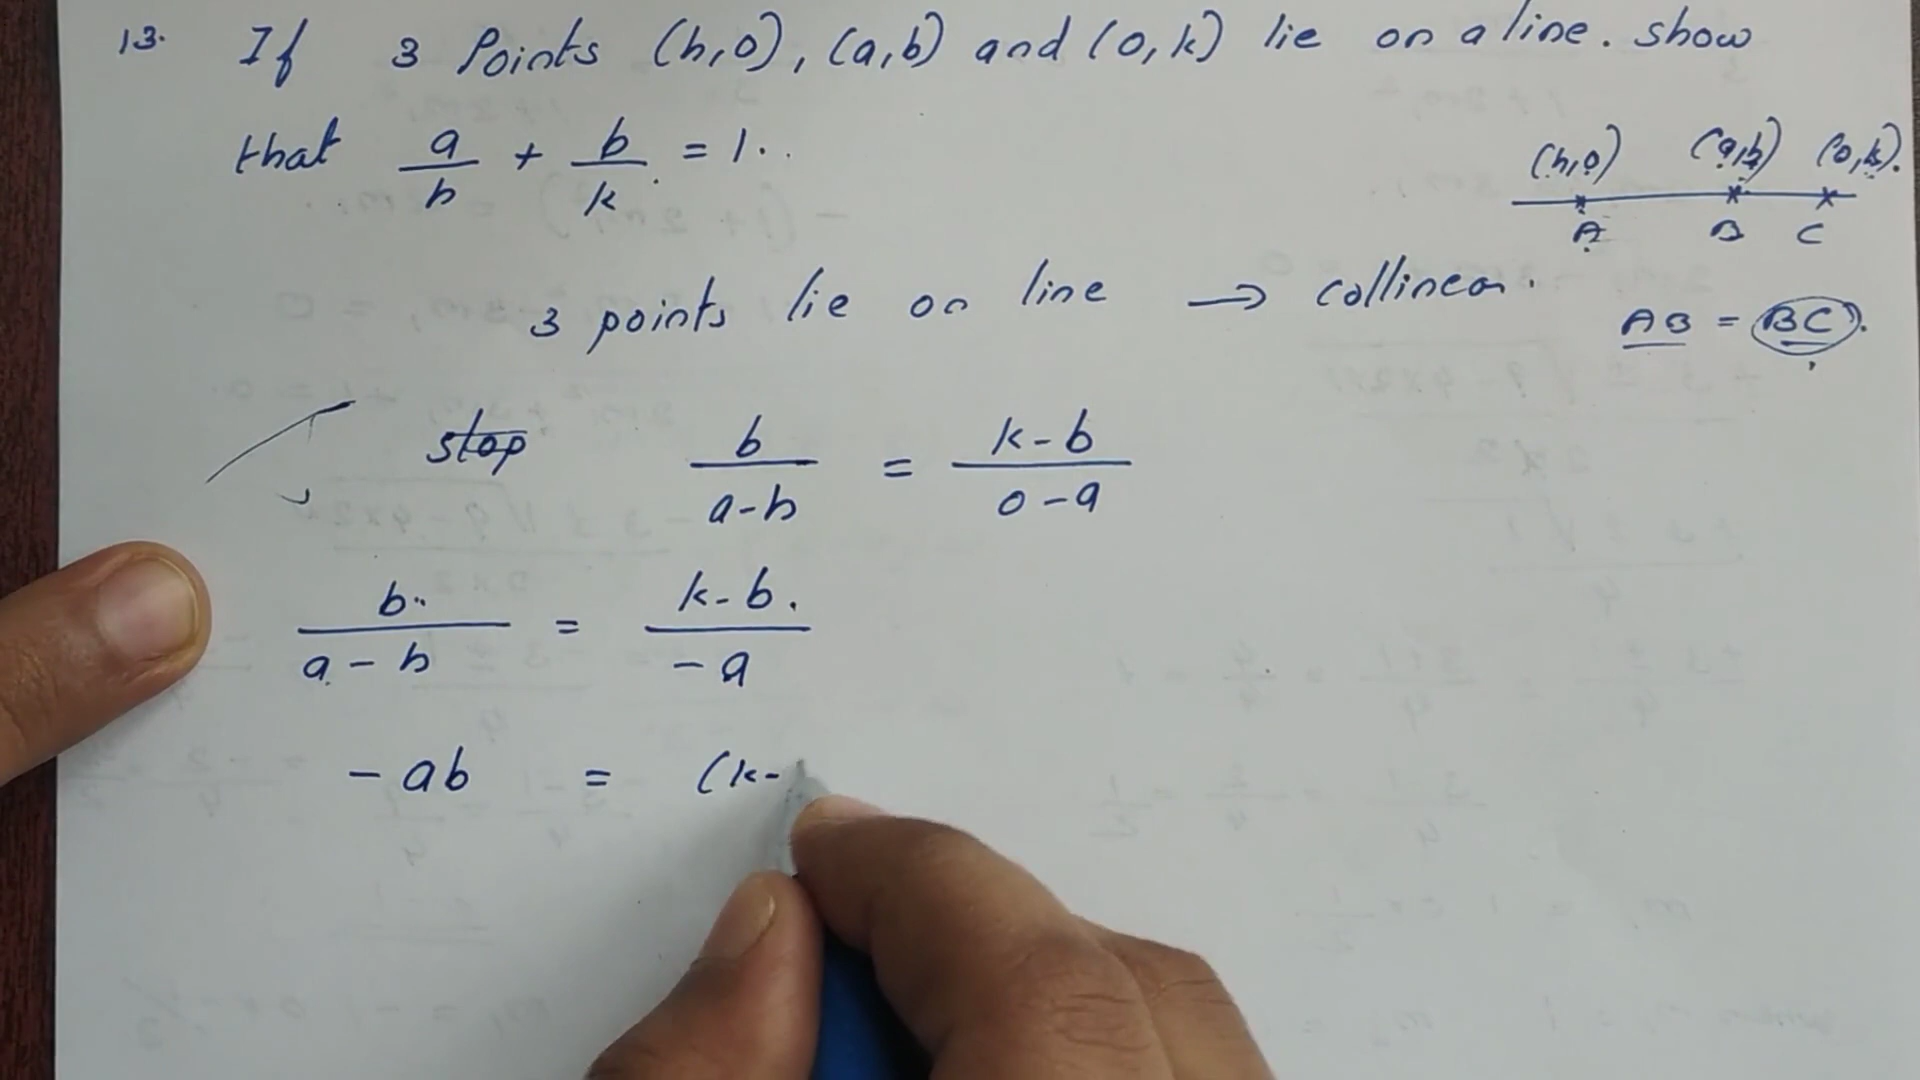 13. If 3 Points (h,0), (a,b) and (0,k) lie on a line. show
that a/h + b/k = 1.
(h,0) (a,b) (0,k).
A B C
3 points lie on line → collinear.
AB = BC.
slop b/a-h = k-b/0-a
b/a-h = k-b/-a
-ab = (k-